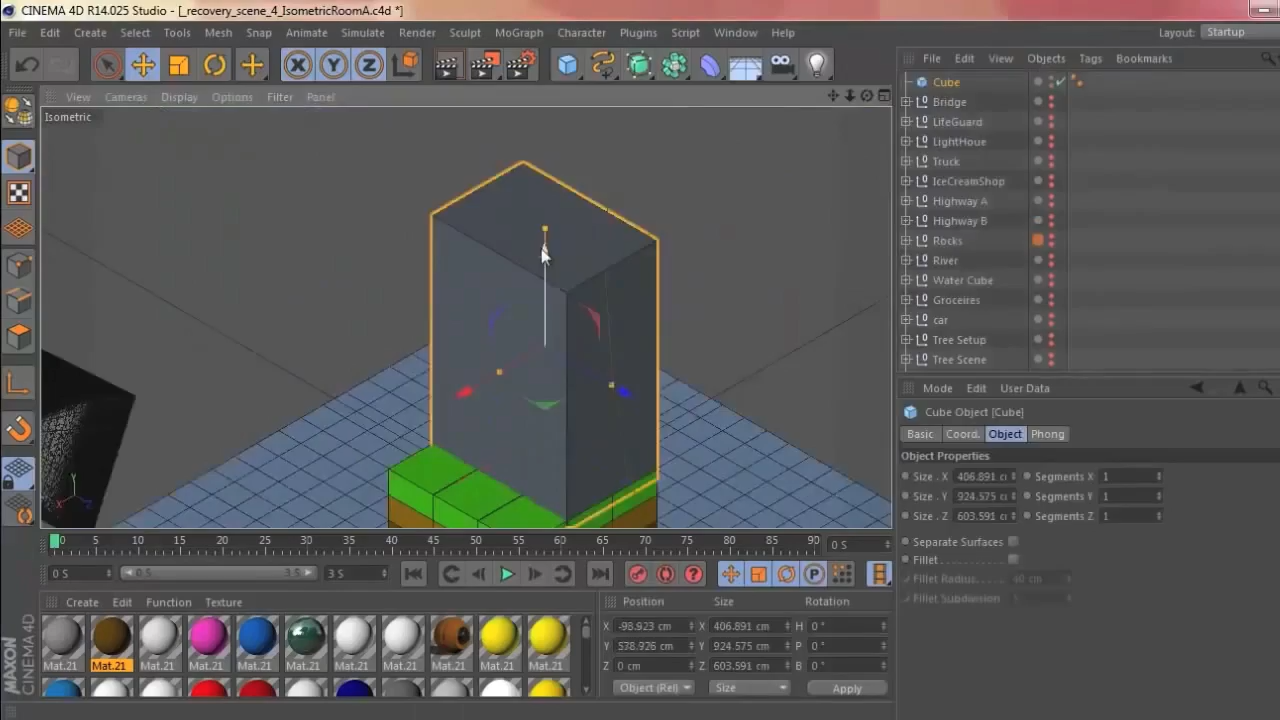 CINEMA 4D R14.025 Studio - [_recovery_scene_4_IsometricRoomA.c4d *]
File Edit Create Select Tools Mesh Snap Animate Simulate Render Sculpt MoGraph Character Plugins Script Window Help Layout: Startup
File Edit View Objects Tags Bookmarks
View Cameras Display Options Filter Panel
Isometric
Cube
Bridge
LifeGuard
LightHoue
Truck
IceCreamShop
Highway A
Highway B
Rocks
River
Water Cube
Groceires
car
Tree Setup
Tree Scene
Mode Edit User Data
Cube Object [Cube]
Basic Coord. Object Phong
Object Properties
Size . X 406.891 c Segments X 1
Size . Y 924.575 c Segments Y 1
Size . Z 603.591 c Segments Z 1
Separate Surfaces
Fillet
Fillet Radius. . . . 40 cm
Fillet Subdivision
0 5 10 15 20 25 30 35 40 45 50 55 60 65 70 75 80 85 90 0 S
0 S 0 S 3 S 3 S
Create Edit Function Texture
Mat.21 Mat.21 Mat.21 Mat.21 Mat.21 Mat.21 Mat.21 Mat.21 Mat.21 Mat.21 Mat.21
Position Size Rotation
X -98.923 cm X 406.891 cm H 0 °
Y 578.926 cm Y 924.575 cm P 0 °
Z 0 cm Z 603.591 cm B 0 °
Object (Rel) Size Apply
MAXON
CINEMA 4D